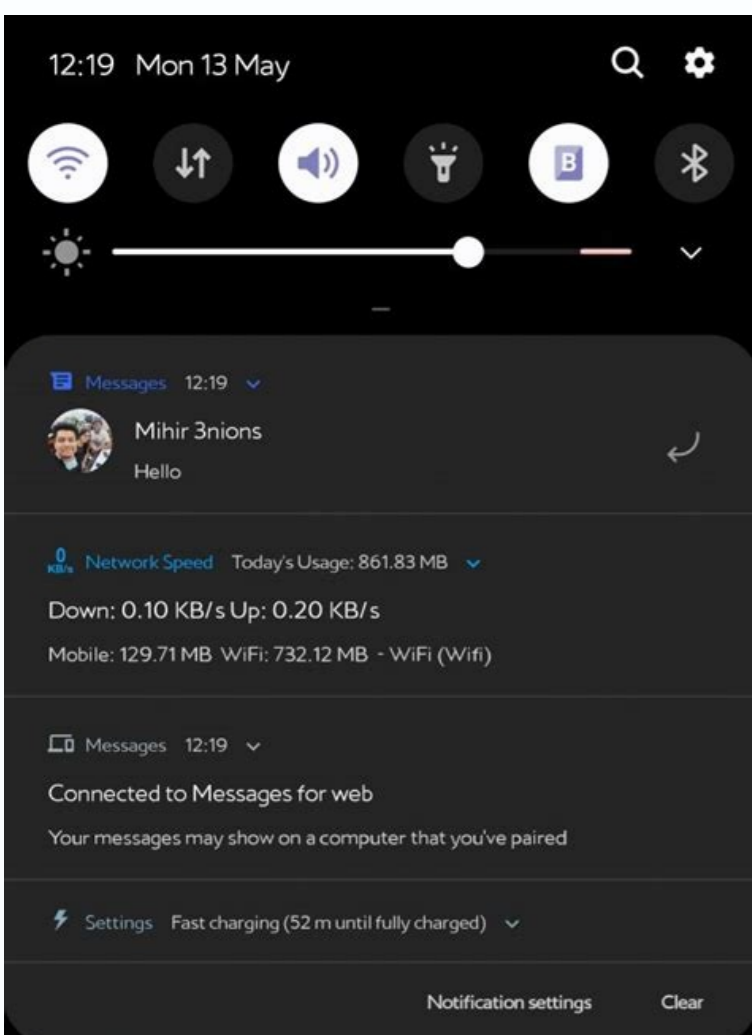 12:19 Mon 13 May
B
Messages 12:19
Mihir 3nions
Hello
0
KB/s
Network Speed Today's Usage: 861.83 MB
Down: 0.10 KB/s Up: 0.20 KB/s
Mobile: 129.71 MB WiFi: 732.12 MB - WiFi (Wifi)
Messages 12:19
Connected to Messages for web
Your messages may show on a computer that you've paired
Settings Fast charging (52 m until fully charged)
Notification settings Clear